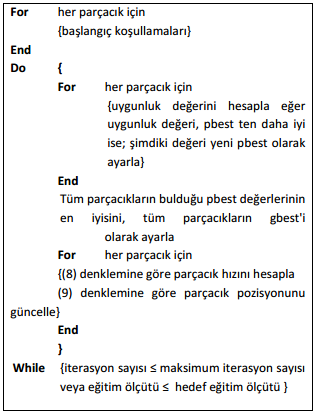 For her parçacık için
{başlangıç koşullamaları}
End
Do {
For her parçacık için
{uygunluk değerini hesapla eğer
uygunluk değeri, pbest ten daha iyi
ise; şimdiki değeri yeni pbest olarak
ayarla}
End
Tüm parçacıkların bulduğu pbest değerlerinin
en iyisini, tüm parçacıkların gbest'i
olarak ayarla
For her parçacık için
{(8) denklemine göre parçacık hızını hesapla
(9) denklemine göre parçacık pozisyonunu
güncelle}
End
}
While {iterasyon sayısı ≤ maksimum iterasyon sayısı
veya eğitim ölçütü ≤ hedef eğitim ölçütü }